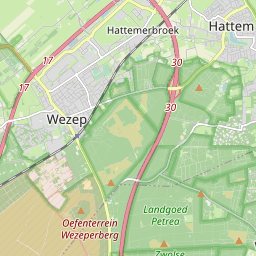 Hattemerbroek
Hattem
17
30
17
30
Wezep
Landgoed
Petrea
Oefenterrein
Wezeperberg
Zwolse